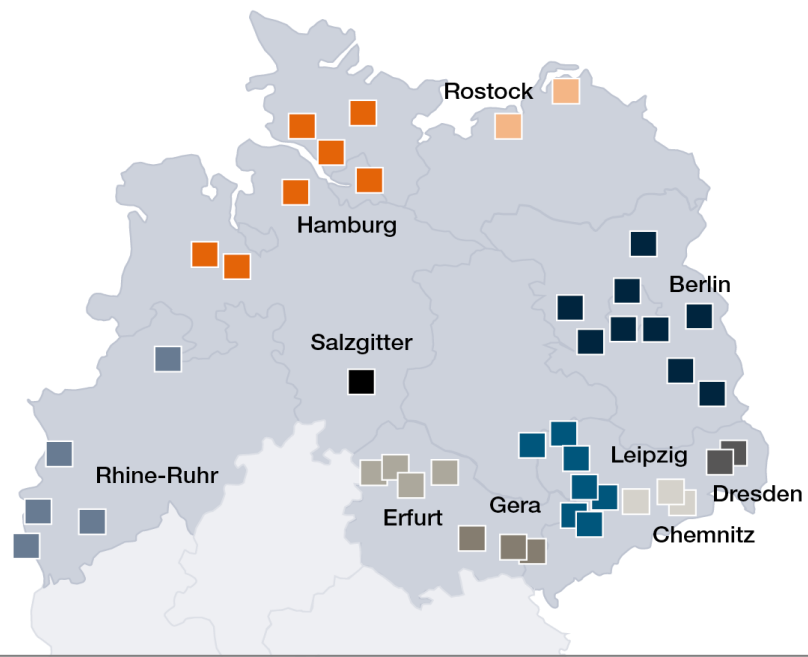 Rostock
Hamburg
Berlin
Salzgitter
Leipzig
Rhine-Ruhr
Dresden
Gera
Erfurt
Chemnitz